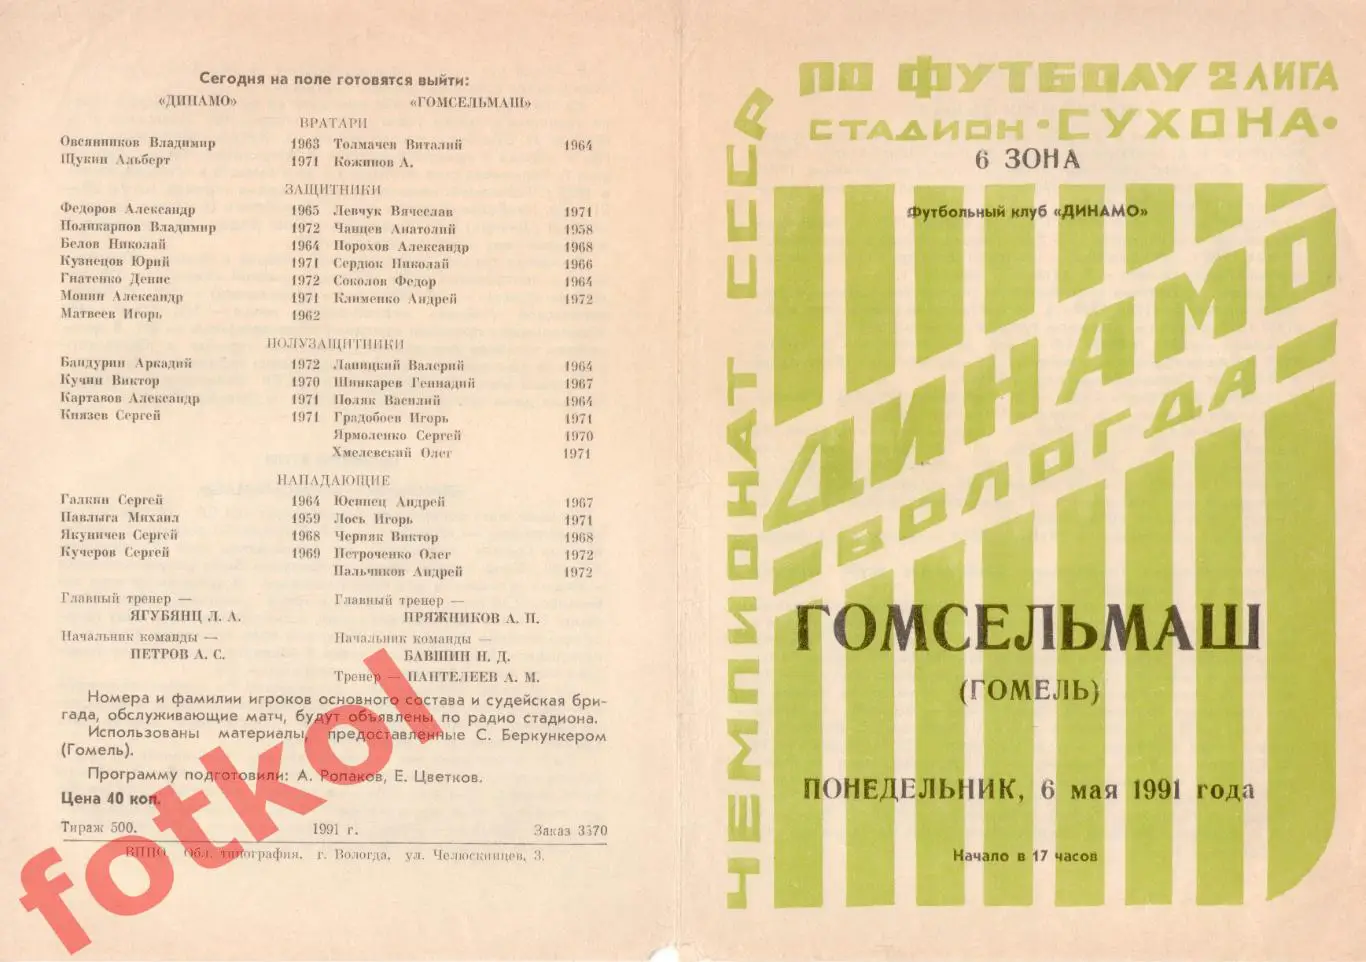 Сегодня на поле готовятся выйти:
«ДИНАМО» «ГОМСЕЛЬМАШ»
ВРАТАРИ
Овсянников Владимир 1963 Толмачев Виталий 1964
Щукин Альберт 1971 Кожинов А.
ЗАЩИТНИКИ
Федоров Александр 1965 Левчук Вячеслав 1971
Поликарпов Владимир 1972 Чанцев Анатолий 1958
Белов Николай 1964 Порохов Александр 1968
Кузнецов Юрий 1971 Сердюк Николай 1966
Гнатенко Денис 1972 Соколов Федор 1964
Монин Александр 1971 Клименко Андрей 1972
Матвеев Игорь 1962
ПОЛУЗАЩИТНИКИ
Бандурин Аркадий 1972 Лапицкий Валерий 1964
Кучин Виктор 1970 Шинкарев Геннадий 1967
Картавов Александр 1971 Поляк Василий 1964
Князев Сергей 1971 Градобоев Игорь 1971
Ярмоленко Сергей 1970
Хмелевский Олег 1971
НАПАДАЮЩИЕ
Галкин Сергей 1964 Юсипец Андрей 1967
Павлыга Михаил 1959 Лось Игорь 1971
Якуничев Сергей 1968 Черняк Виктор 1968
Кучеров Сергей 1969 Петроченко Олег 1972
Пальчиков Андрей 1972
Главный тренер — Главный тренер —
ЯГУБЯНЦ Л. А. ПРЯЖНИКОВ А. П.
Начальник команды — Начальник команды —
ПЕТРОВ А. С. БАВШИН Н. Д.
Тренер — ПАНТЕЛЕЕВ А. М.
Номера и фамилии игроков основного состава и судейская бри-
гада, обслуживающие матч, будут объявлены по радио стадиона.
Использованы материалы, предоставленные С. Беркункером
(Гомель).
Программу подготовили: А. Ропаков, Е. Цветков.
Цена 40 коп.
Тираж 500. 1991 г. Заказ 3570
ВППО. Обл. типография, г. Вологда, ул. Челюскинцев, 3.
fotkol
ЧЕМПИОНАТ СССР
ПО ФУТБОЛУ 2 ЛИГА
СТАДИОН •СУХОНА•
6 ЗОНА
Футбольный клуб «ДИНАМО»
ДИНАМО
ВОЛОГДА
ГОМСЕЛЬМАШ
(ГОМЕЛЬ)
ПОНЕДЕЛЬНИК, 6 мая 1991 года
Начало в 17 часов